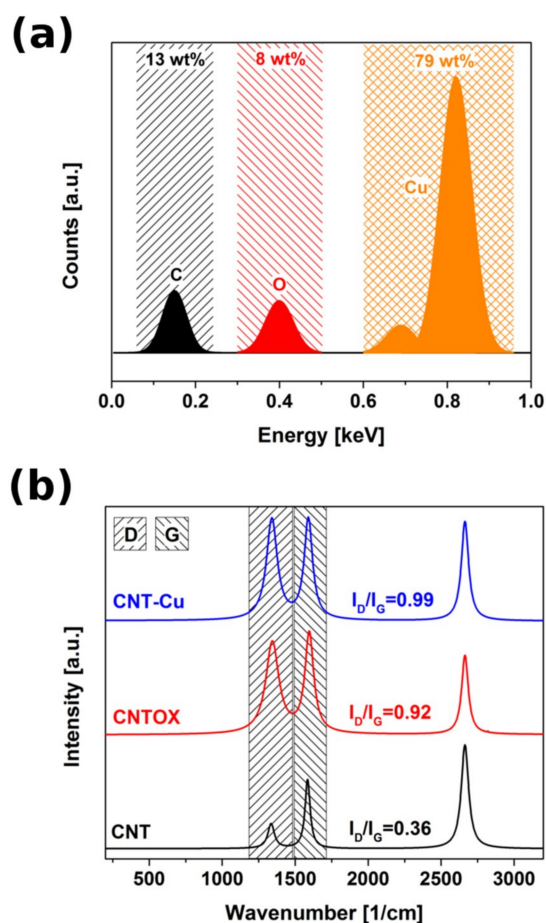 (a)
13 wt%
8 wt%
79 wt%
Cu
C
O
Counts [a.u.]
0.0
0.2
0.4
0.6
0.8
1.0
Energy [keV]
(b)
D
G
CNT-Cu
I_D/I_G=0.99
CNTOX
I_D/I_G=0.92
CNT
I_D/I_G=0.36
Intensity [a.u.]
500
1000
1500
2000
2500
3000
Wavenumber [1/cm]